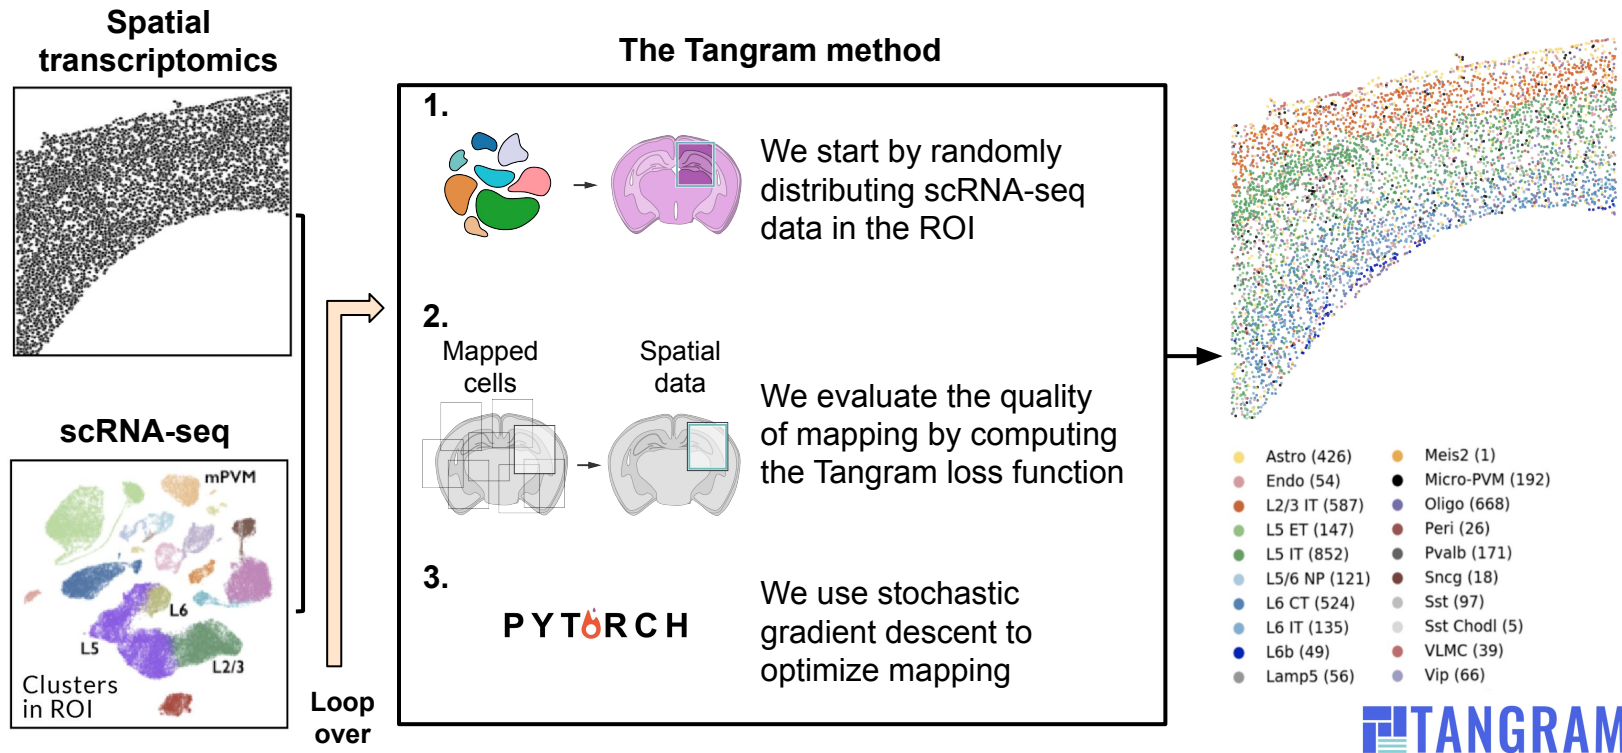 Spatial
transcriptomics
scRNA-seq
mPVM
L6
L5
L2/3
Clusters
in ROI
Loop
over
The Tangram method
1.
We start by randomly
distributing scRNA-seq
data in the ROI
2.
Mapped
cells
Spatial
data
We evaluate the quality
of mapping by computing
the Tangram loss function
3.
PYTORCH
We use stochastic
gradient descent to
optimize mapping
Astro (426)
Endo (54)
L2/3 IT (587)
L5 ET (147)
L5 IT (852)
L5/6 NP (121)
L6 CT (524)
L6 IT (135)
L6b (49)
Lamp5 (56)
Meis2 (1)
Micro-PVM (192)
Oligo (668)
Peri (26)
Pvalb (171)
Sncg (18)
Sst (97)
Sst Chodl (5)
VLMC (39)
Vip (66)
TANGRAM